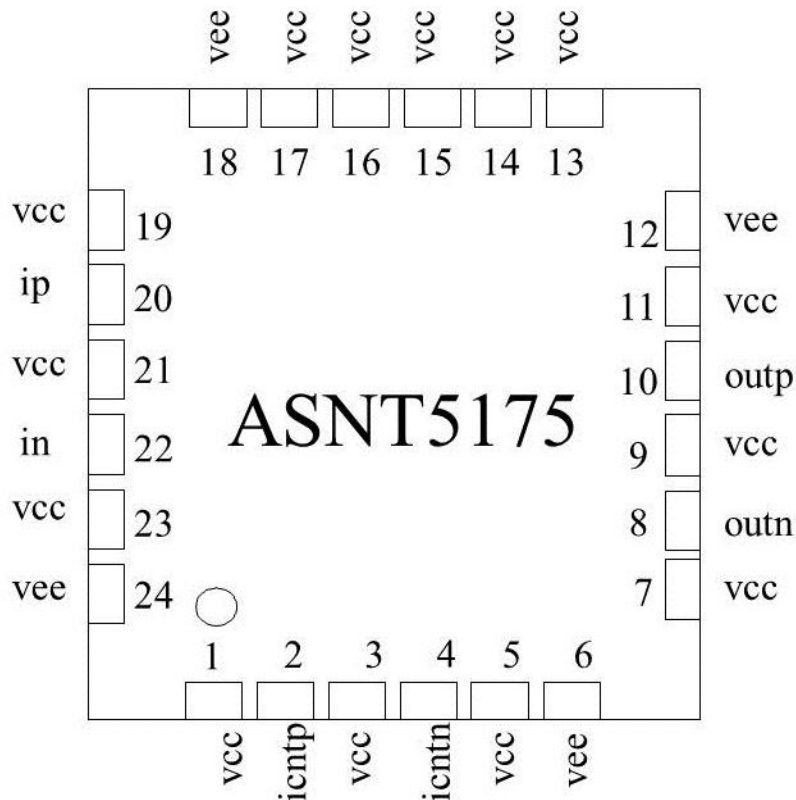 vee vcc vcc vcc vcc vcc
18 17 16 15 14 13
vcc 19 12 vee
ip 20 11 vcc
vcc 21 10 outp
ASNT5175
in 22 9 vcc
vcc 23 8 outn
vee 24 7 vcc
1 2 3 4 5 6
vcc icntp vcc icntn vcc vee